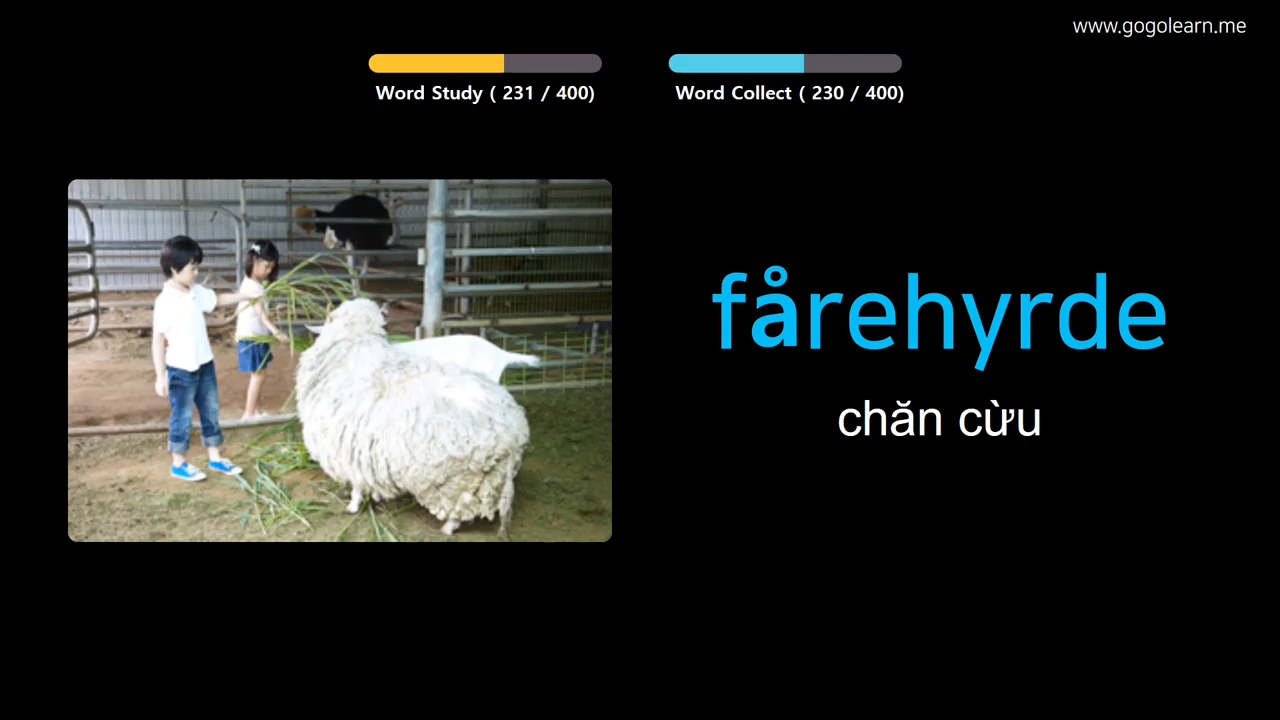 www.gogolearn.me
Word Study ( 231 / 400)
Word Collect ( 230 / 400)
fårehyrde
chăn cừu